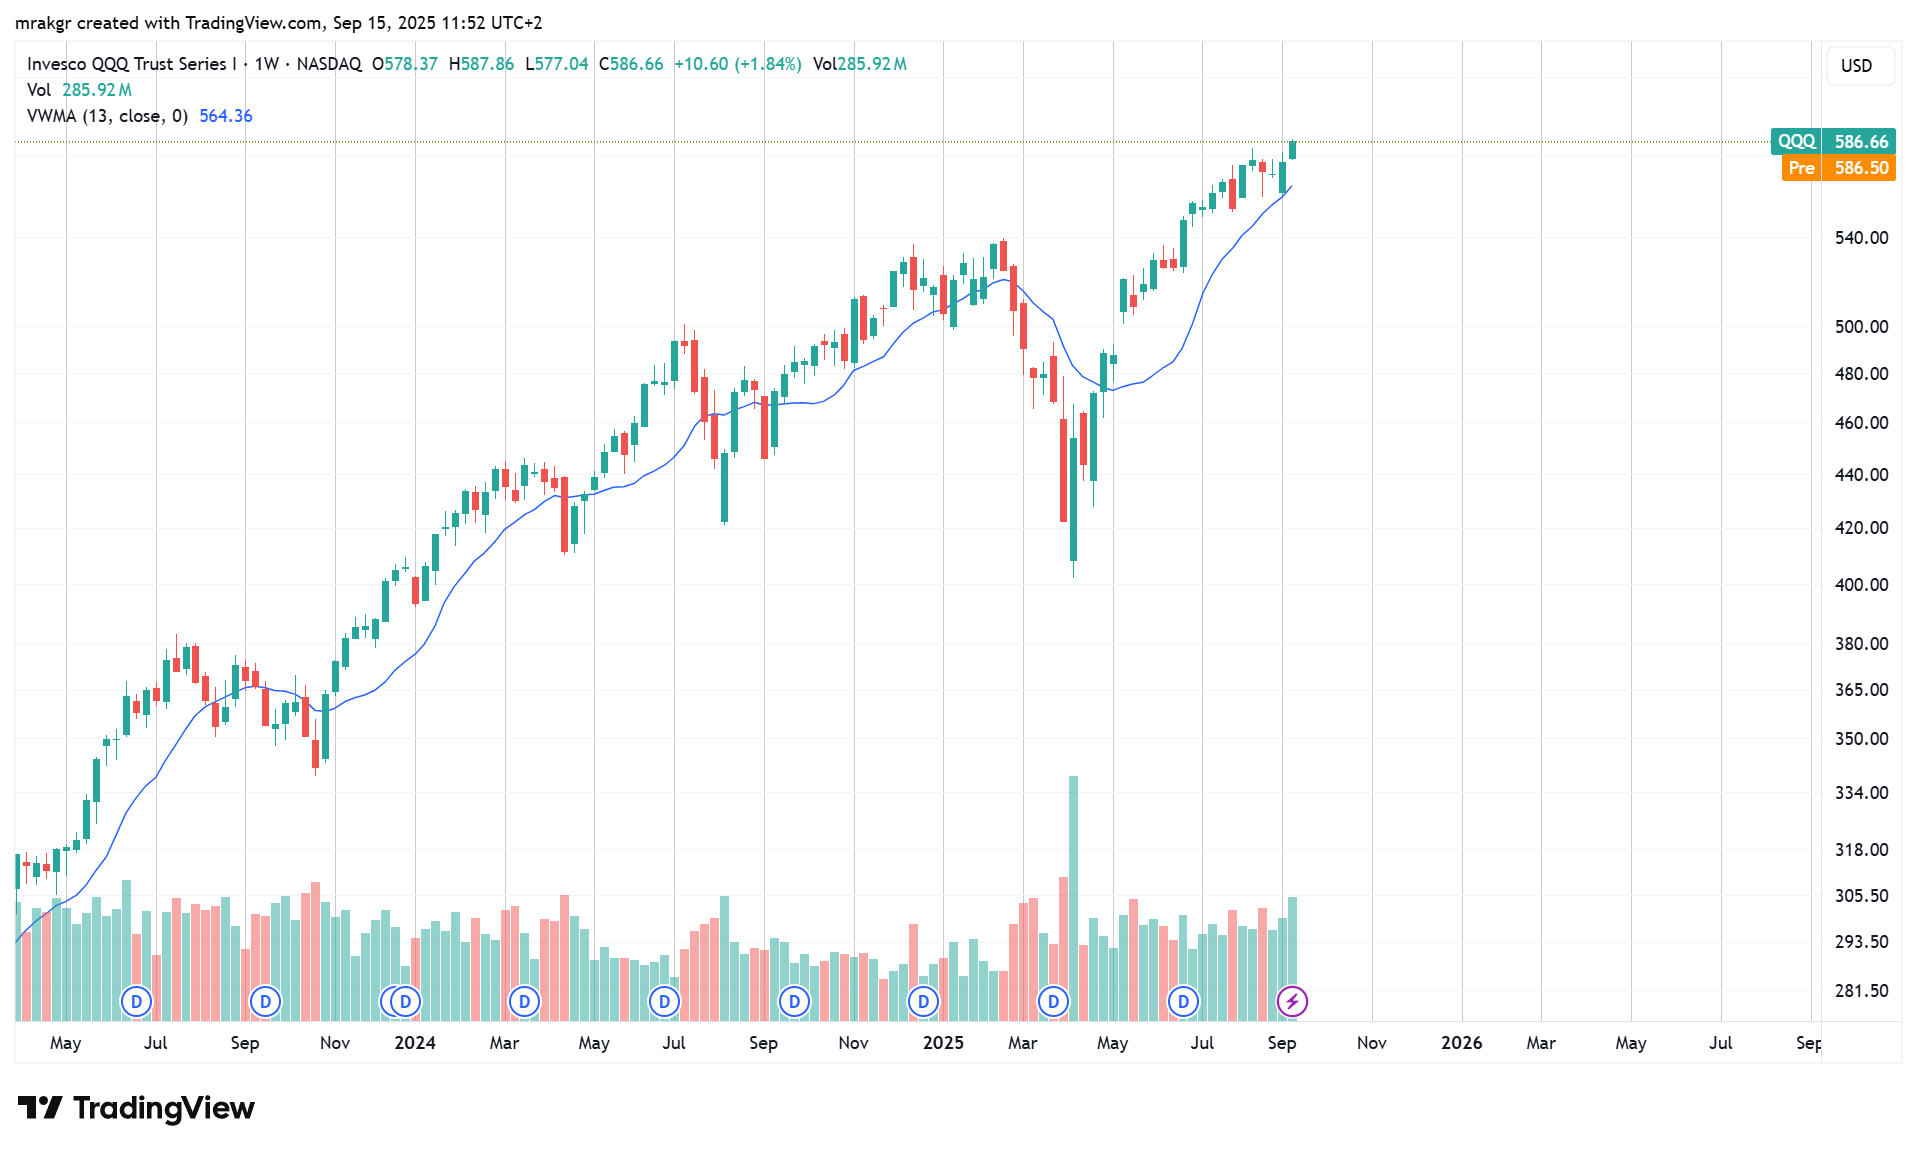 mrakgr created with TradingView.com, Sep 15, 2025 11:52 UTC+2
Invesco QQQ Trust Series I · 1W · NASDAQ O578.37 H587.86 L577.04 C586.66 +10.60 (+1.84%) Vol285.92M
USD
Vol 285.92M
VWMA (13, close, 0) 564.36
QQQ 586.66
Pre 586.50
540.00
500.00
480.00
460.00
440.00
420.00
400.00
380.00
365.00
350.00
334.00
318.00
305.50
293.50
281.50
D D D D D D D D D
May Jul Sep Nov 2024 Mar May Jul Sep Nov 2025 Mar May Jul Sep Nov 2026 Mar May Jul Sep
TradingView